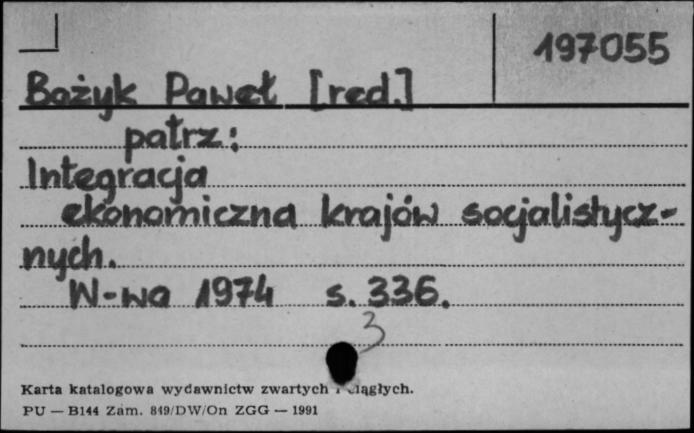 197055
Bożyk Paweł [red.]
patrz:
Integracja
ekonomiczna krajów socjalistycz-
nych.
W-wa 1974 s. 336.
3
Karta katalogowa wydawnictw zwartych i ciągłych.
PU — B144 Zam. 849/DW/On ZGG — 1991